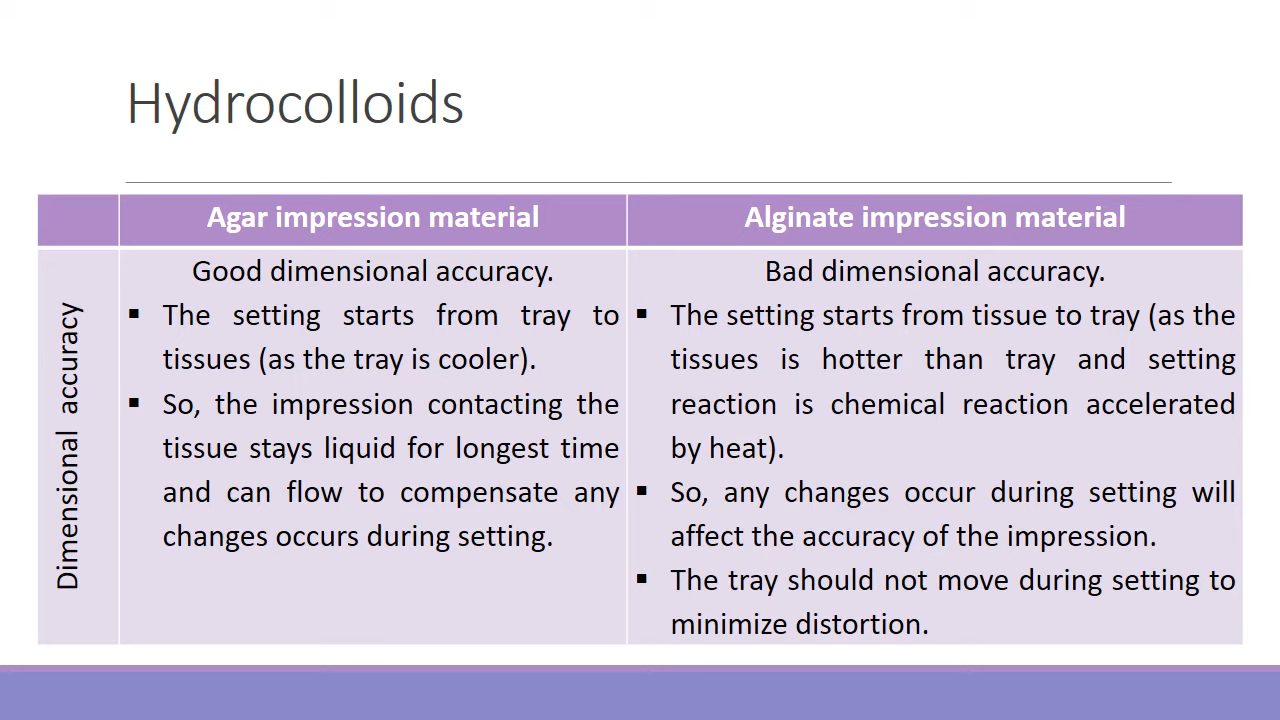 Hydrocolloids
Agar impression material
Alginate impression material
Dimensional accuracy
Good dimensional accuracy.
▪ The setting starts from tray to
tissues (as the tray is cooler).
▪ So, the impression contacting the
tissue stays liquid for longest time
and can flow to compensate any
changes occurs during setting.
Bad dimensional accuracy.
▪ The setting starts from tissue to tray (as the
tissues is hotter than tray and setting
reaction is chemical reaction accelerated
by heat).
▪ So, any changes occur during setting will
affect the accuracy of the impression.
▪ The tray should not move during setting to
minimize distortion.